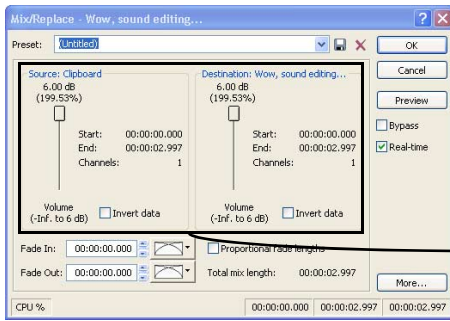 Mix/Replace - Wow, sound editing...
Preset: (Untitled)
OK
Cancel
Preview
Bypass
Real-time
More...
Source: Clipboard
6.00 dB
(199.53%)
Start: 00:00:00.000
End: 00:00:02.997
Channels: 1
Volume
(-Inf. to 6 dB)
Invert data
Destination: Wow, sound editing...
6.00 dB
(199.53%)
Start: 00:00:00.000
End: 00:00:02.997
Channels: 1
Volume
(-Inf. to 6 dB)
Invert data
Fade In: 00:00:00.000
Proportional fade lengths
Fade Out: 00:00:00.000
Total mix length: 00:00:02.997
CPU % 00:00:00.000 00:00:02.997 00:00:02.997